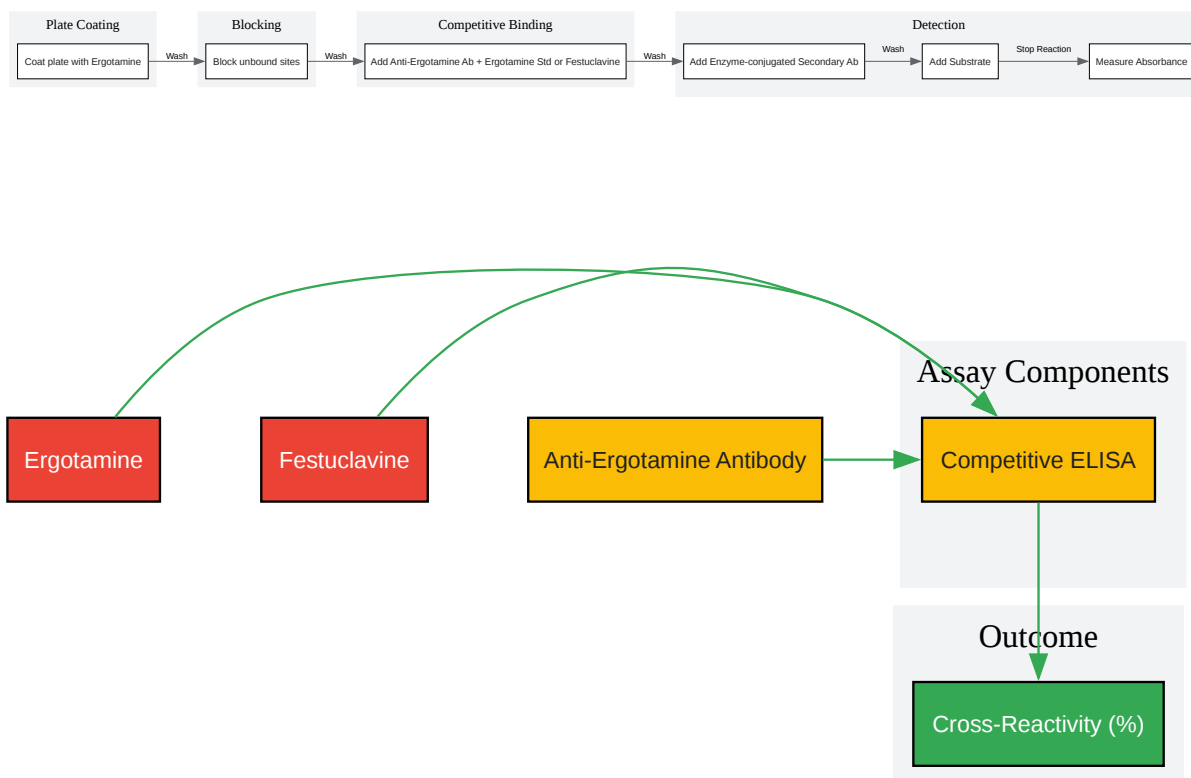 Plate Coating
Blocking
Competitive Binding
Detection
Coat plate with Ergotamine
Wash
Block unbound sites
Wash
Add Anti-Ergotamine Ab + Ergotamine Std or Festuclavine
Wash
Add Enzyme-conjugated Secondary Ab
Wash
Add Substrate
Stop Reaction
Measure Absorbance
Assay Components
Ergotamine
Festuclavine
Anti-Ergotamine Antibody
Competitive ELISA
Outcome
Cross-Reactivity (%)